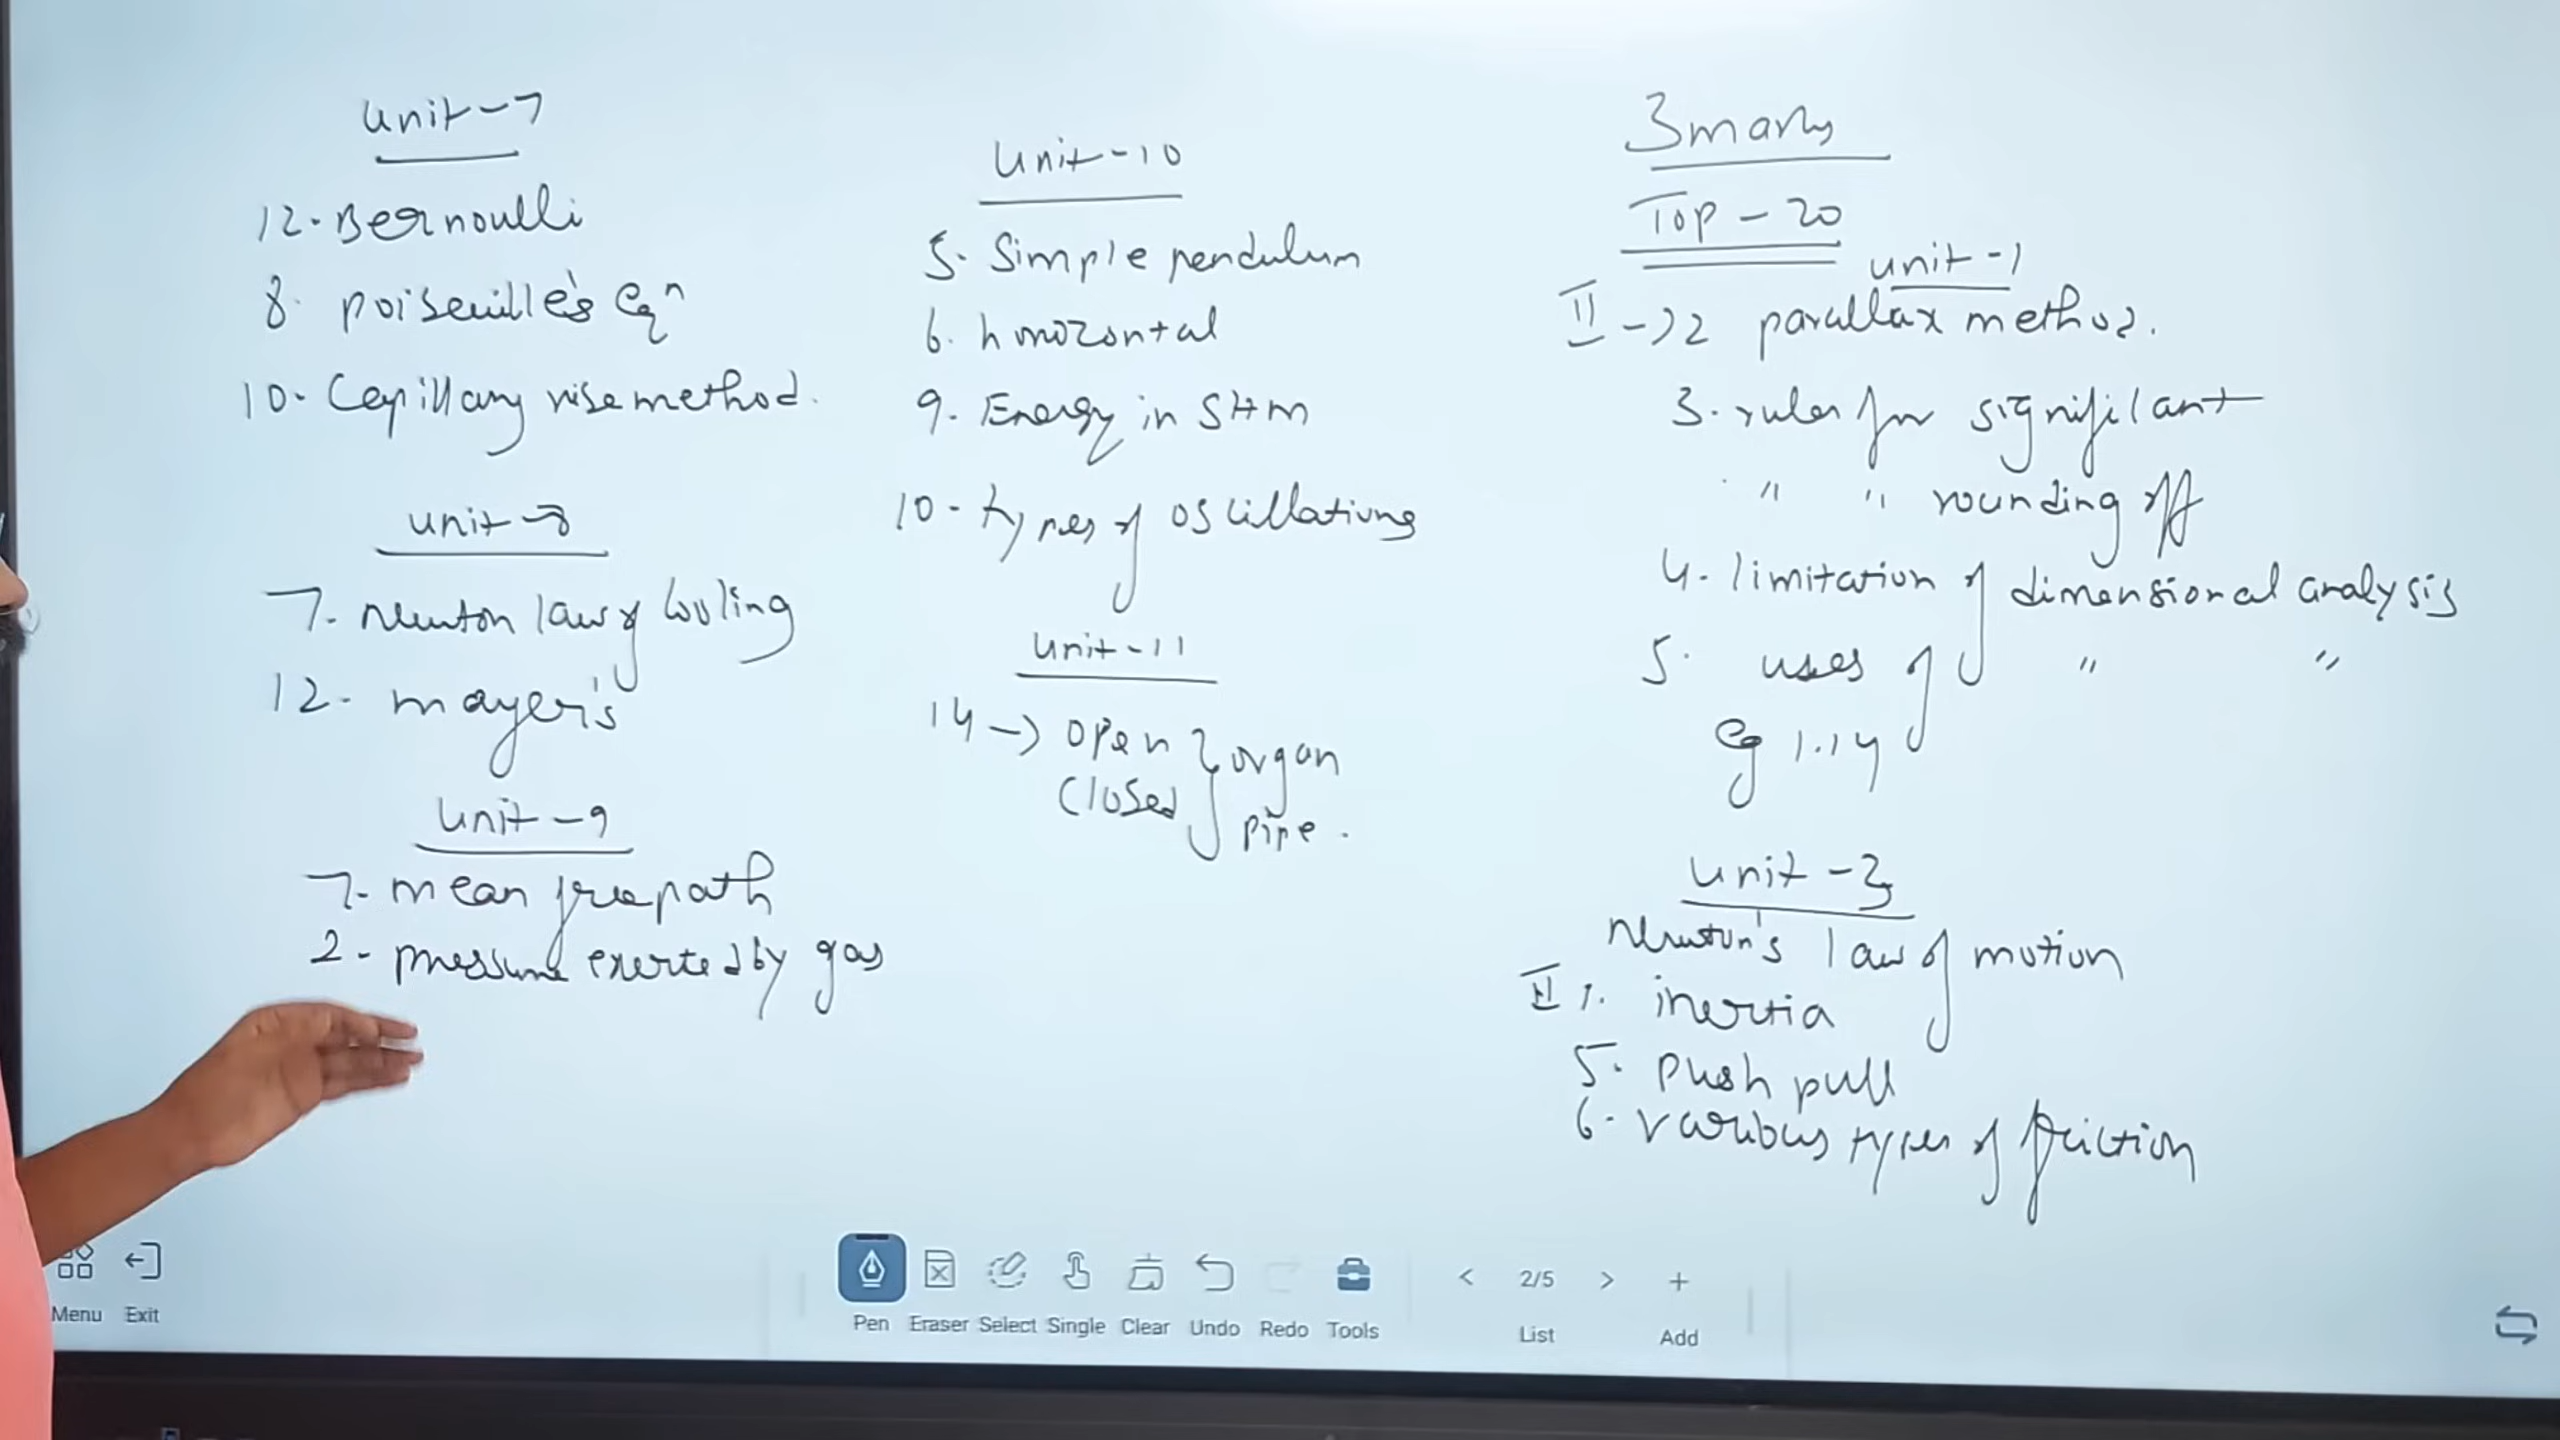 Unit-7
12. Bernoulli
8. poiseuille's Eqn
10. Capillary rise method.
unit-8
7. Newton law of cooling
12. mayer's
Unit-9
7. mean free path
2. pressure exerted by gas
Unit-10
5. Simple pendulum
6. horizontal
9. Energy in SHM
10. types of oscillations
Unit-11
14 -> open } organ
closed } pipe.
3 marks
Top - 20
unit-1
II -> 2 parallax method.
3. rules for significant
" " rounding off
4. limitation of dimensional analysis
5. uses of " "
Eg 1.14
unit-3
Newton's law of motion
II 1. inertia
5. Push pull
6. various types of friction
Menu Exit Pen Eraser Select Single Clear Undo Redo Tools < 2/5 > List + Add